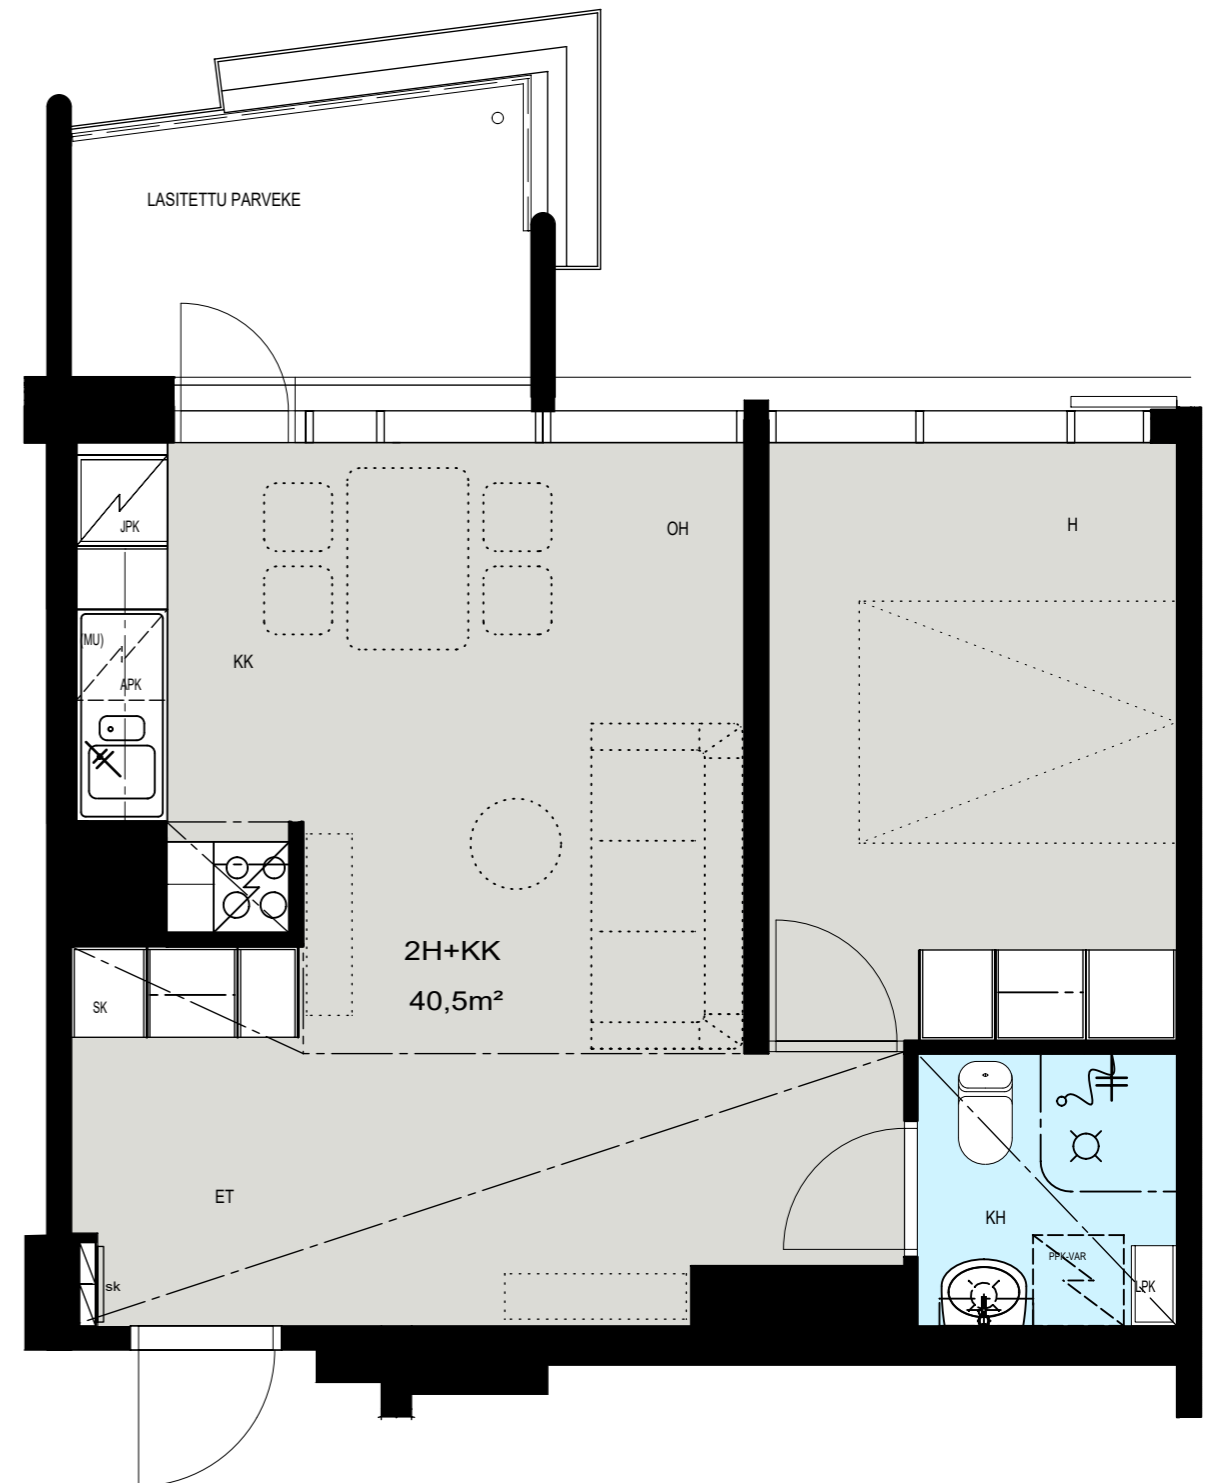 LASITETTU PARVEKE
JPK
OH
H
(MU)
KK
APK
2H+KK
40,5m²
SK
ET
KH
PPK-VAR
sk
LPK